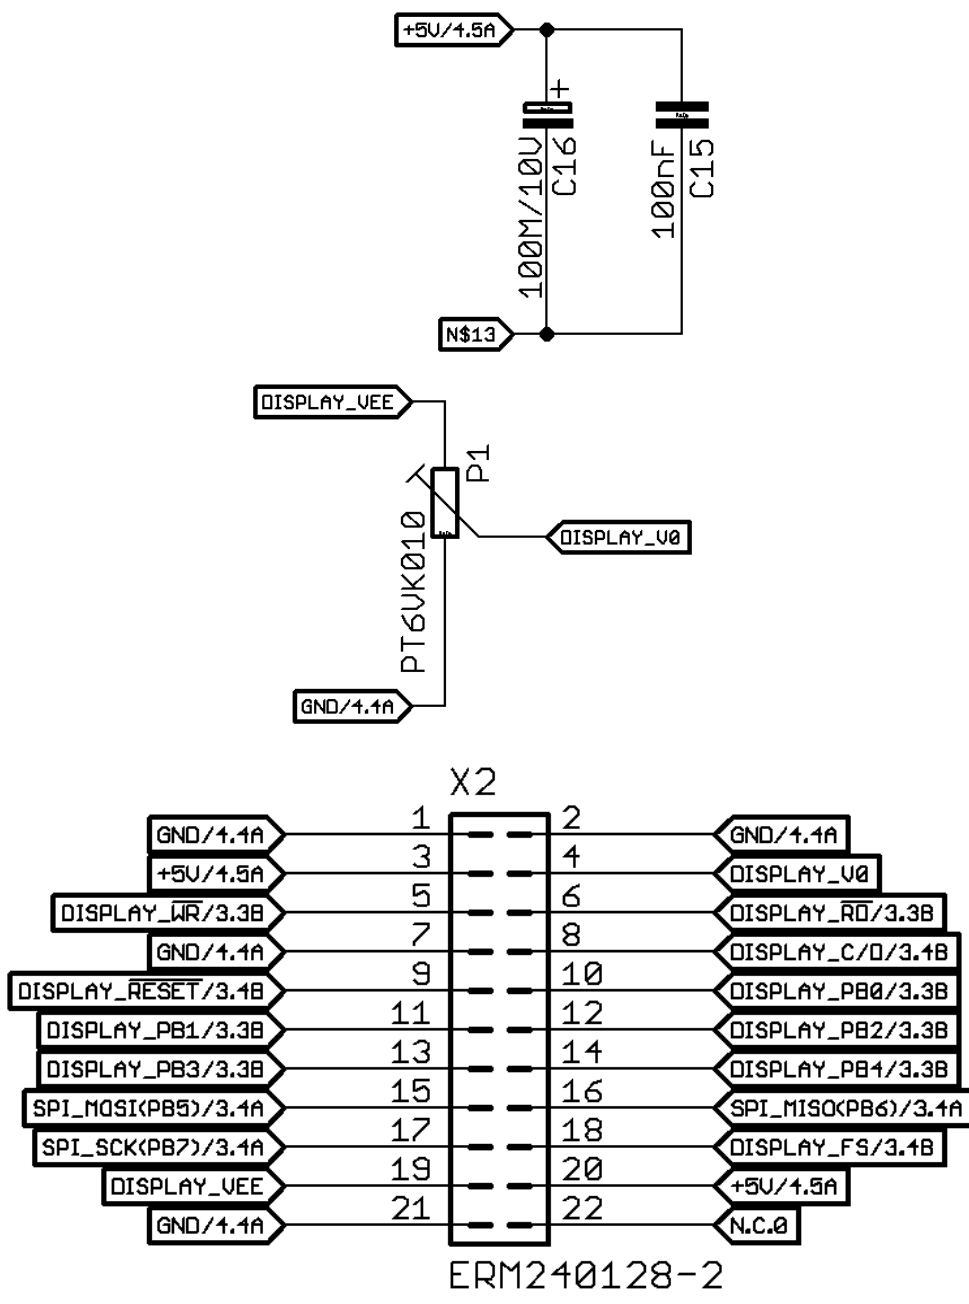 +5V/4.5A
+
100M/10V
C16
100nF
C15
N$13
DISPLAY_VEE
P1
DISPLAY_V0
PT6VK010
GND/4.4A
X2
GND/4.4A 1 2 GND/4.4A
+5V/4.5A 3 4 DISPLAY_V0
DISPLAY_WR/3.3B 5 6 DISPLAY_RD/3.3B
GND/4.4A 7 8 DISPLAY_C/D/3.4B
DISPLAY_RESET/3.4B 9 10 DISPLAY_PB0/3.3B
DISPLAY_PB1/3.3B 11 12 DISPLAY_PB2/3.3B
DISPLAY_PB3/3.3B 13 14 DISPLAY_PB4/3.3B
SPI_MOSI(PB5)/3.4A 15 16 SPI_MISO(PB6)/3.4A
SPI_SCK(PB7)/3.4A 17 18 DISPLAY_FS/3.4B
DISPLAY_VEE 19 20 +5V/4.5A
GND/4.4A 21 22 N.C.0
ERM240128-2